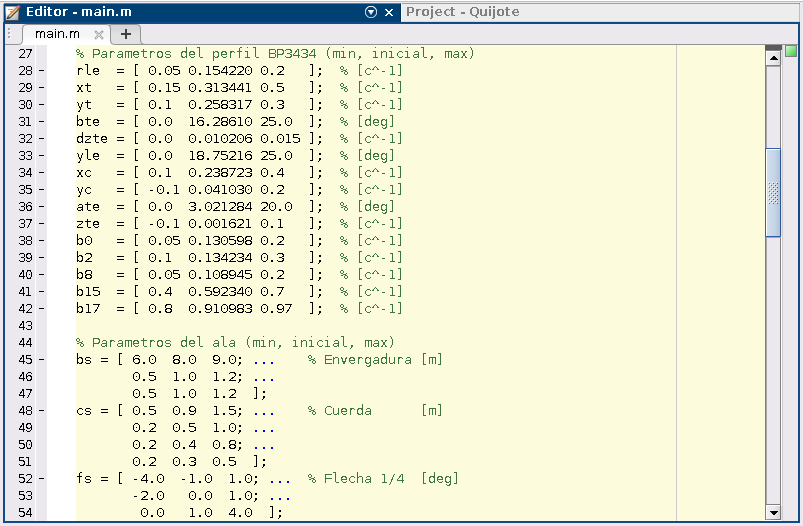 Editor - main.m
Project - Quijote
main.m
27 % Parametros del perfil BP3434 (min, inicial, max)
28 - rle = [ 0.05 0.154220 0.2 ]; % [c^-1]
29 - xt = [ 0.15 0.313441 0.5 ]; % [c^-1]
30 - yt = [ 0.1 0.258317 0.3 ]; % [c^-1]
31 - bte = [ 0.0 16.28610 25.0 ]; % [deg]
32 - dzte = [ 0.0 0.010206 0.015 ]; % [c^-1]
33 - yle = [ 0.0 18.75216 25.0 ]; % [deg]
34 - xc = [ 0.1 0.238723 0.4 ]; % [c^-1]
35 - yc = [ -0.1 0.041030 0.2 ]; % [c^-1]
36 - ate = [ 0.0 3.021284 20.0 ]; % [deg]
37 - zte = [ -0.1 0.001621 0.1 ]; % [c^-1]
38 - b0 = [ 0.05 0.130598 0.2 ]; % [c^-1]
39 - b2 = [ 0.1 0.134234 0.3 ]; % [c^-1]
40 - b8 = [ 0.05 0.108945 0.2 ]; % [c^-1]
41 - b15 = [ 0.4 0.592340 0.7 ]; % [c^-1]
42 - b17 = [ 0.8 0.910983 0.97 ]; % [c^-1]
43
44 % Parametros del ala (min, inicial, max)
45 - bs = [ 6.0 8.0 9.0; ... % Envergadura [m]
46 0.5 1.0 1.2; ...
47 0.5 1.0 1.2 ];
48 - cs = [ 0.5 0.9 1.5; ... % Cuerda [m]
49 0.2 0.5 1.0; ...
50 0.2 0.4 0.8; ...
51 0.2 0.3 0.5 ];
52 - fs = [ -4.0 -1.0 1.0; ... % Flecha 1/4 [deg]
53 -2.0 0.0 1.0; ...
54 0.0 1.0 4.0 ];